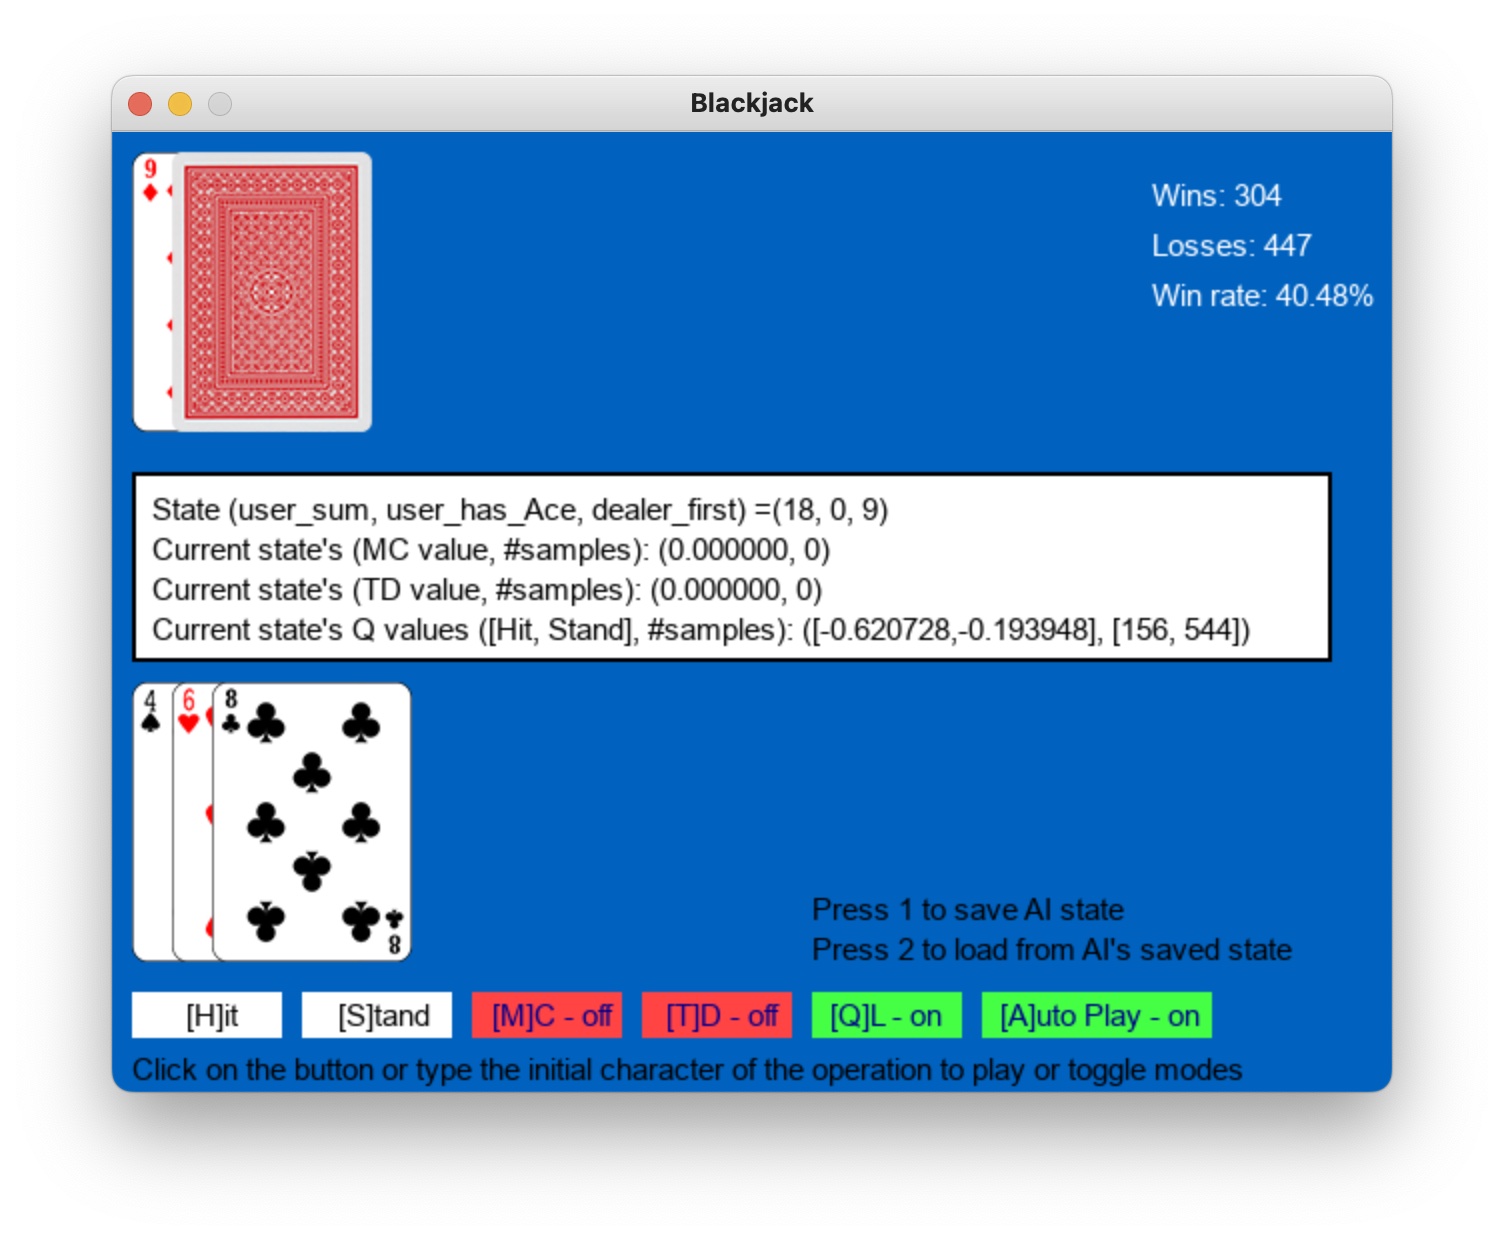 Blackjack
9
Wins: 304
Losses: 447
Win rate: 40.48%
State (user_sum, user_has_Ace, dealer_first) =(18, 0, 9)
Current state's (MC value, #samples): (0.000000, 0)
Current state's (TD value, #samples): (0.000000, 0)
Current state's Q values ([Hit, Stand], #samples): ([-0.620728,-0.193948], [156, 544])
4 6 8
8
Press 1 to save AI state
Press 2 to load from AI's saved state
[H]it [S]tand [M]C - off [T]D - off [Q]L - on [A]uto Play - on
Click on the button or type the initial character of the operation to play or toggle modes